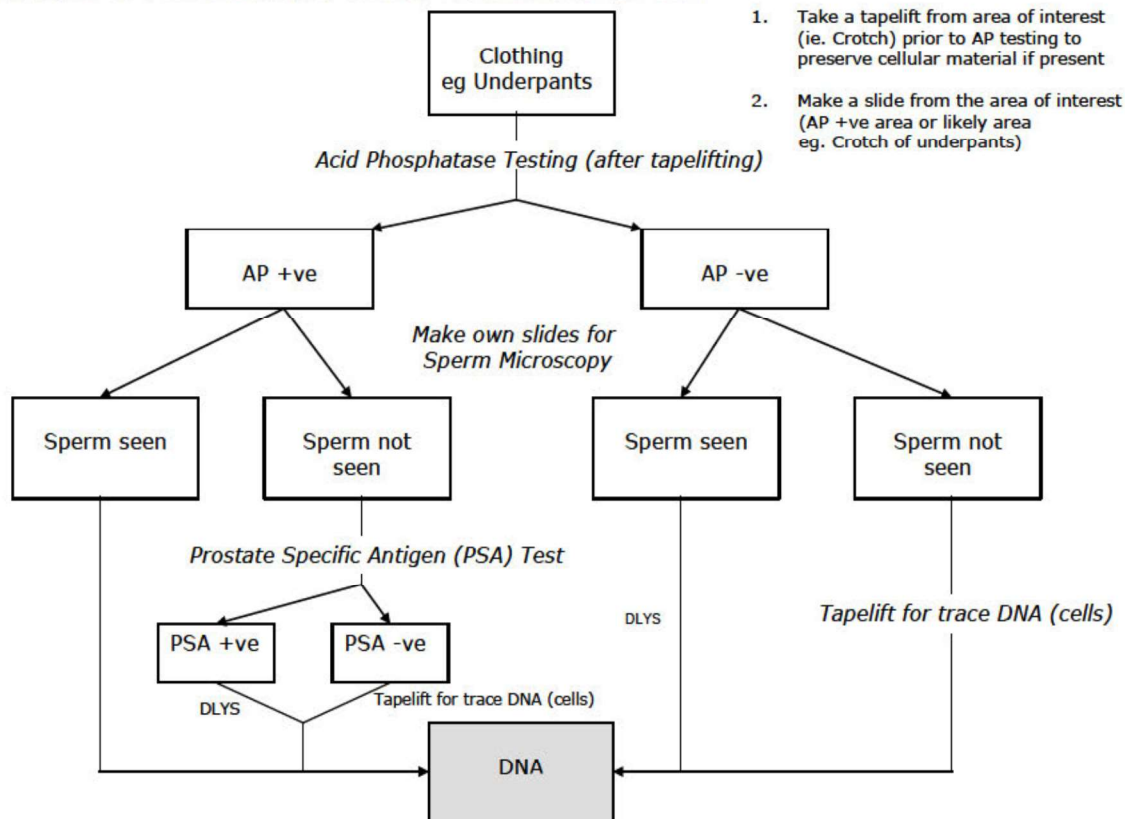 1. Take a tapelift from area of interest
(ie. Crotch) prior to AP testing to
preserve cellular material if present
2. Make a slide from the area of interest
(AP +ve area or likely area
eg. Crotch of underpants)
Clothing
eg Underpants
Acid Phosphatase Testing (after tapelifting)
AP +ve
AP -ve
Make own slides for
Sperm Microscopy
Sperm seen
Sperm not
seen
Sperm seen
Sperm not
seen
Prostate Specific Antigen (PSA) Test
PSA +ve
PSA -ve
DLYS
Tapelift for trace DNA (cells)
DLYS
Tapelift for trace DNA (cells)
DNA